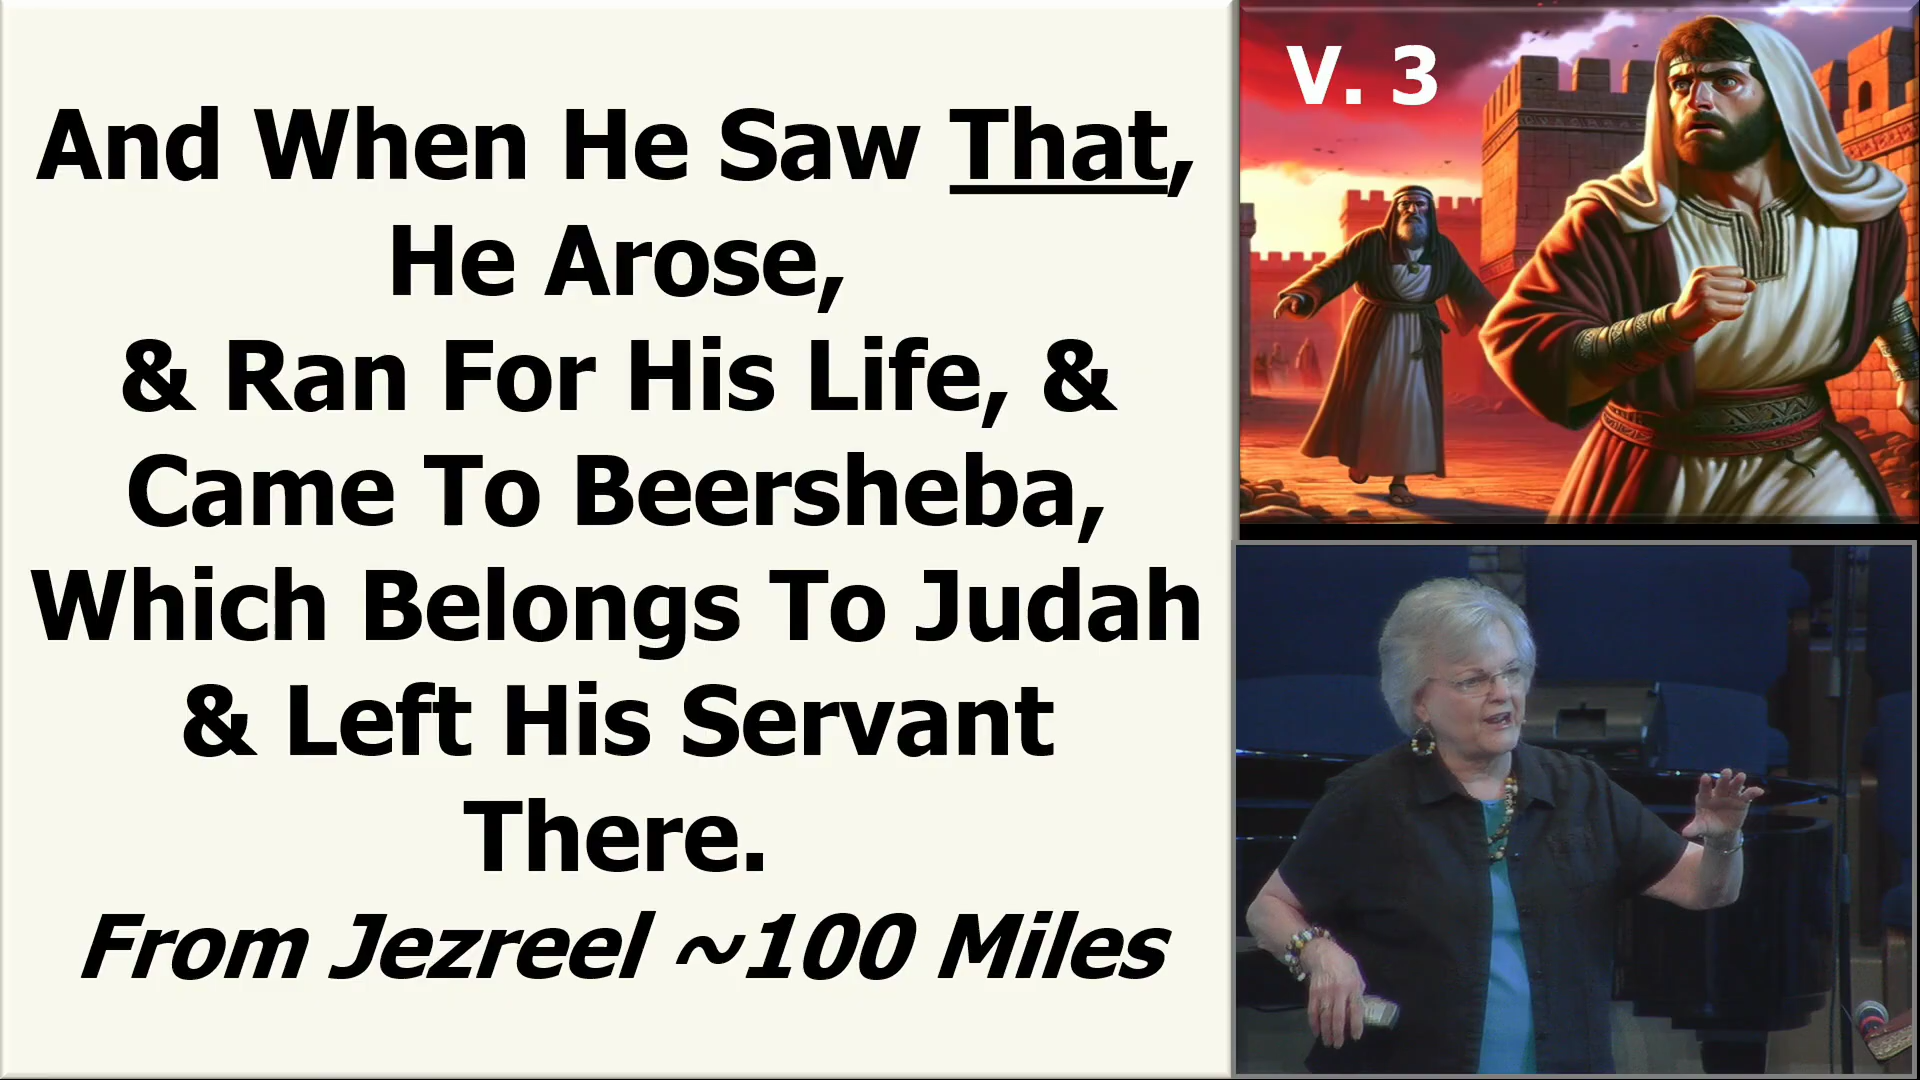 And When He Saw That,
He Arose,
& Ran For His Life, &
Came To Beersheba,
Which Belongs To Judah
& Left His Servant
There.
From Jezreel ~100 Miles
V. 3